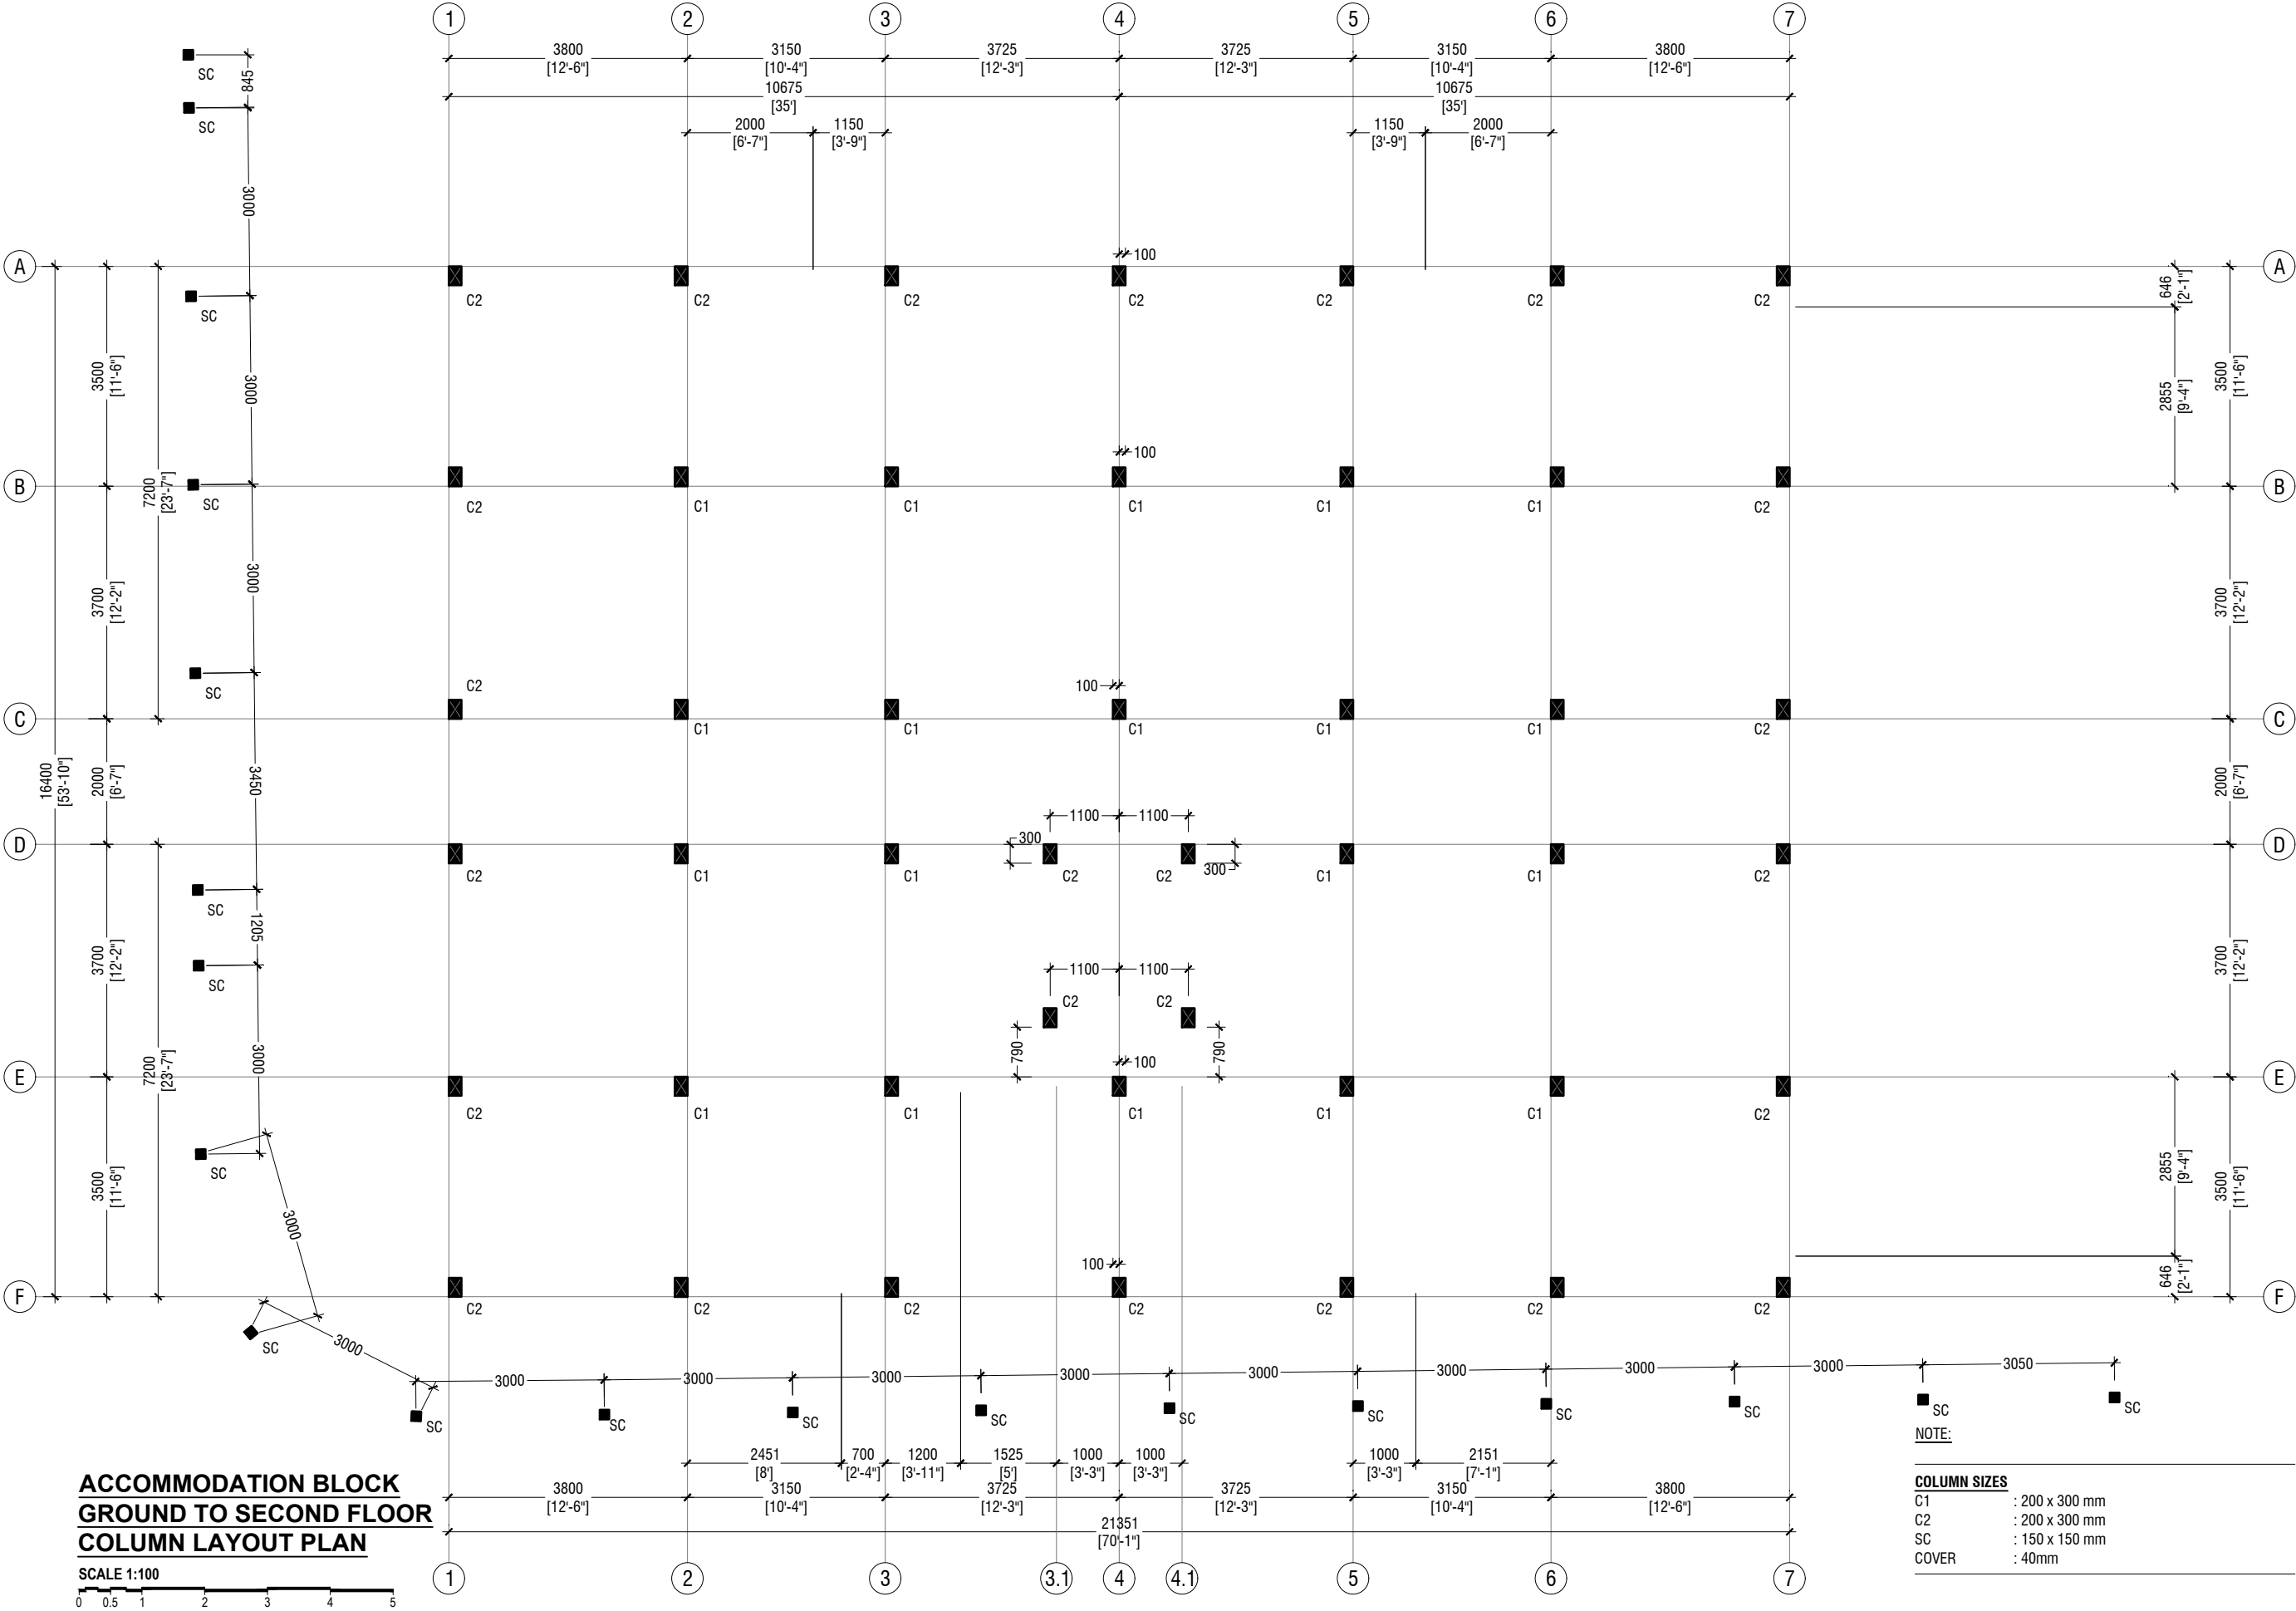 1 2 3 4 5 6 7
3800 3150 3725 3725 3150 3800
[12'-6"] [10'-4"] [12'-3"] [12'-3"] [10'-4"] [12'-6"]
10675 10675
[35'] [35']
2000 1150 1150 2000
[6'-7"] [3'-9"] [3'-9"] [6'-7"]
SC
845
SC
3000
100
A A
646
[2'-1"]
C2 C2 C2 C2 C2 C2 C2
SC
3500
[11'-6"]
3000
2855
[9'-4"]
3500
[11'-6"]
100
B B
7200
[23'-7"]
SC
C2 C1 C1 C1 C1 C1 C2
3700
[12'-2"]
3000
3700
[12'-2"]
C2
SC
100
C C
C1 C1 C1 C1 C1 C2
16400
[53'-10"]
2000
[6'-7"]
3450
2000
[6'-7"]
1100 1100
300
D D
300
C2 C1 C1 C2 C2 C1 C1 C2
SC
1205
3700
[12'-2"]
3700
[12'-2"]
1100 1100
SC
C2 C2
3000
790 790
100
E E
7200
[23'-7"]
C2 C1 C1 C1 C1 C1 C2
SC
3500
[11'-6"]
3000
2855
[9'-4"]
3500
[11'-6"]
100
646
[2'-1"]
F F
C2 C2 C2 C2 C2 C2 C2
SC
3000
3000 3000 3000 3000 3000 3000 3000 3000 3050
SC SC SC SC SC SC SC SC SC SC
NOTE:
2451 700 1200 1525 1000 1000 1000 2151
[8'] [2'-4"] [3'-11"] [5'] [3'-3"] [3'-3"] [3'-3"] [7'-1"]
3800 3150 3725 3725 3150 3800
[12'-6"] [10'-4"] [12'-3"] [12'-3"] [10'-4"] [12'-6"]
21351
[70'-1"]
1 2 3 3.1 4 4.1 5 6 7
ACCOMMODATION BLOCK
GROUND TO SECOND FLOOR
COLUMN LAYOUT PLAN
SCALE 1:100
0 0.5 1 2 3 4 5
COLUMN SIZES
C1 : 200 x 300 mm
C2 : 200 x 300 mm
SC : 150 x 150 mm
COVER : 40mm